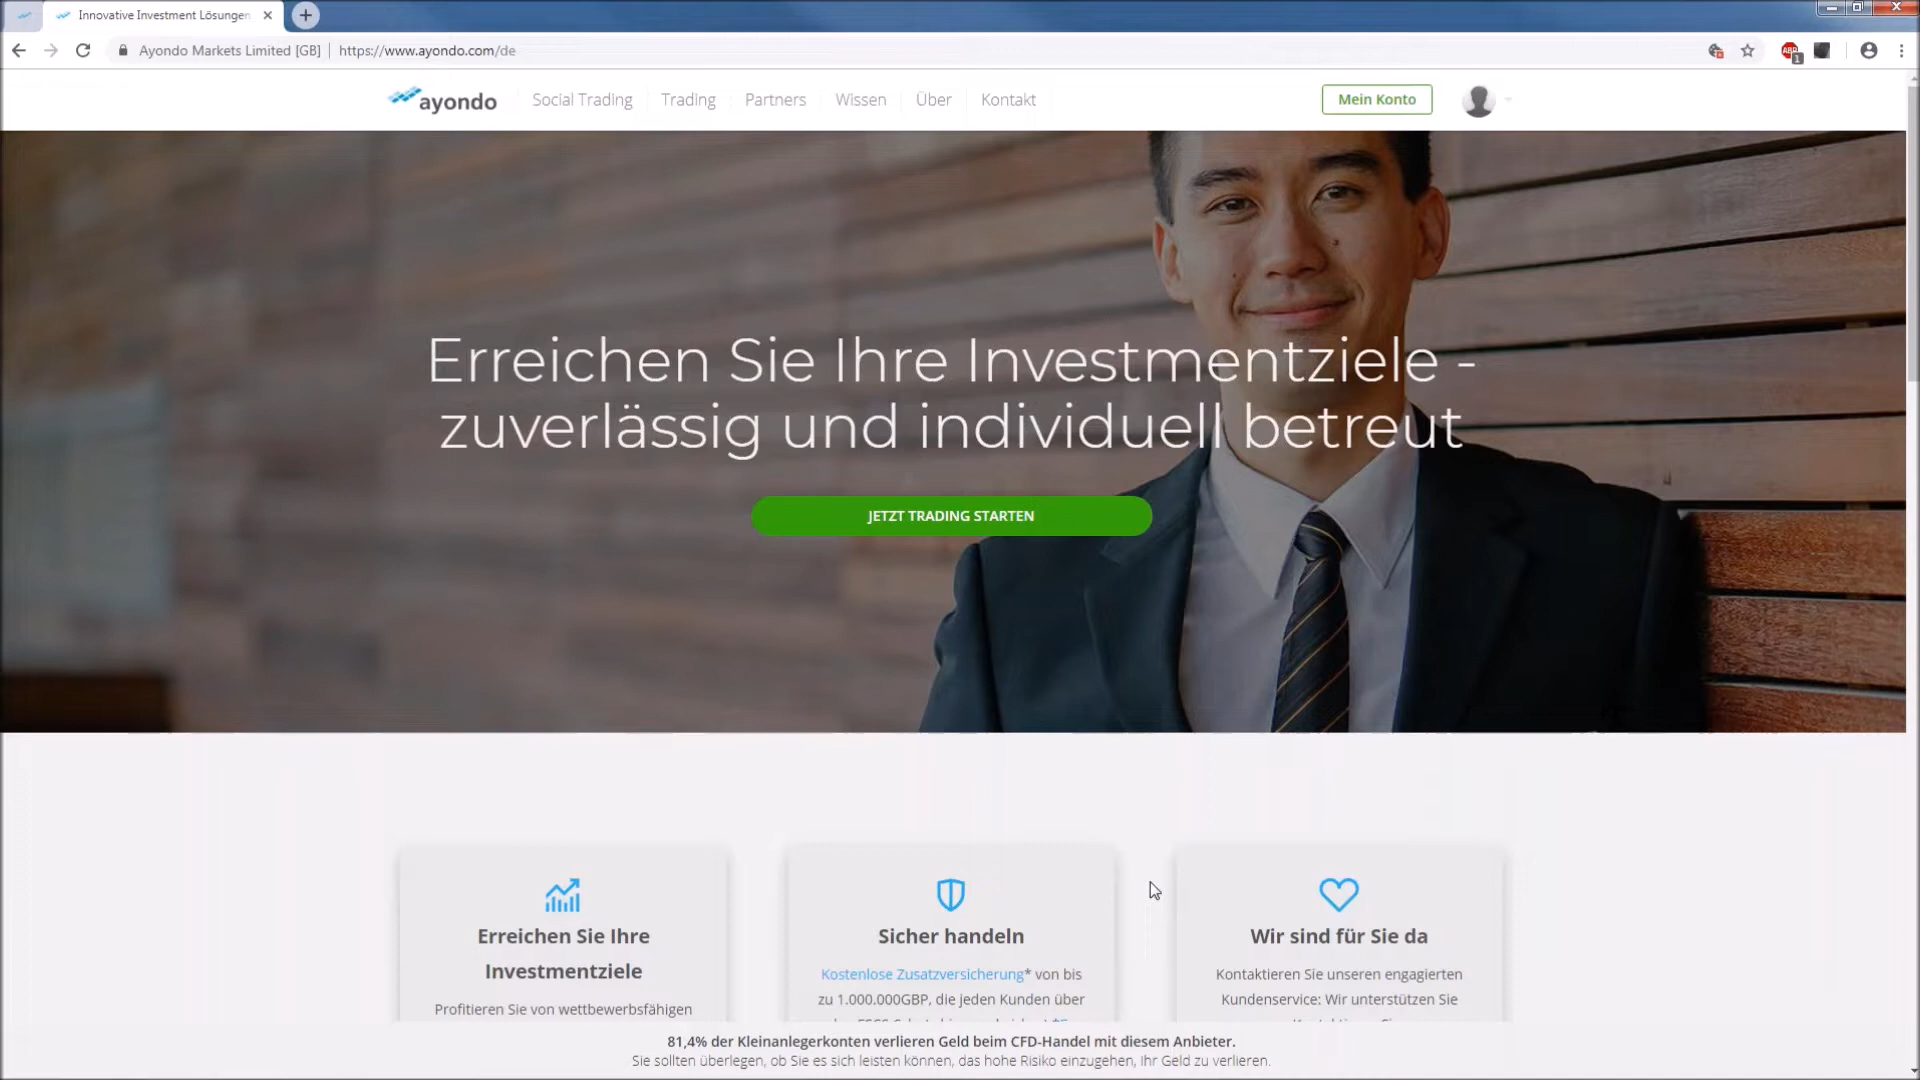 Innovative Investment Lösungen
Ayondo Markets Limited [GB] | https://www.ayondo.com/de
ABP 1
ayondo Social Trading Trading Partners Wissen Über Kontakt Mein Konto
Erreichen Sie Ihre Investmentziele -
zuverlässig und individuell betreut
JETZT TRADING STARTEN
Erreichen Sie Ihre
Investmentziele
Profitieren Sie von wettbewerbsfähigen
Sicher handeln
Kostenlose Zusatzversicherung* von bis
zu 1.000.000GBP, die jeden Kunden über
Wir sind für Sie da
Kontaktieren Sie unseren engagierten
Kundenservice: Wir unterstützen Sie
81,4% der Kleinanlegerkonten verlieren Geld beim CFD-Handel mit diesem Anbieter.
Sie sollten überlegen, ob Sie es sich leisten können, das hohe Risiko einzugehen, Ihr Geld zu verlieren.